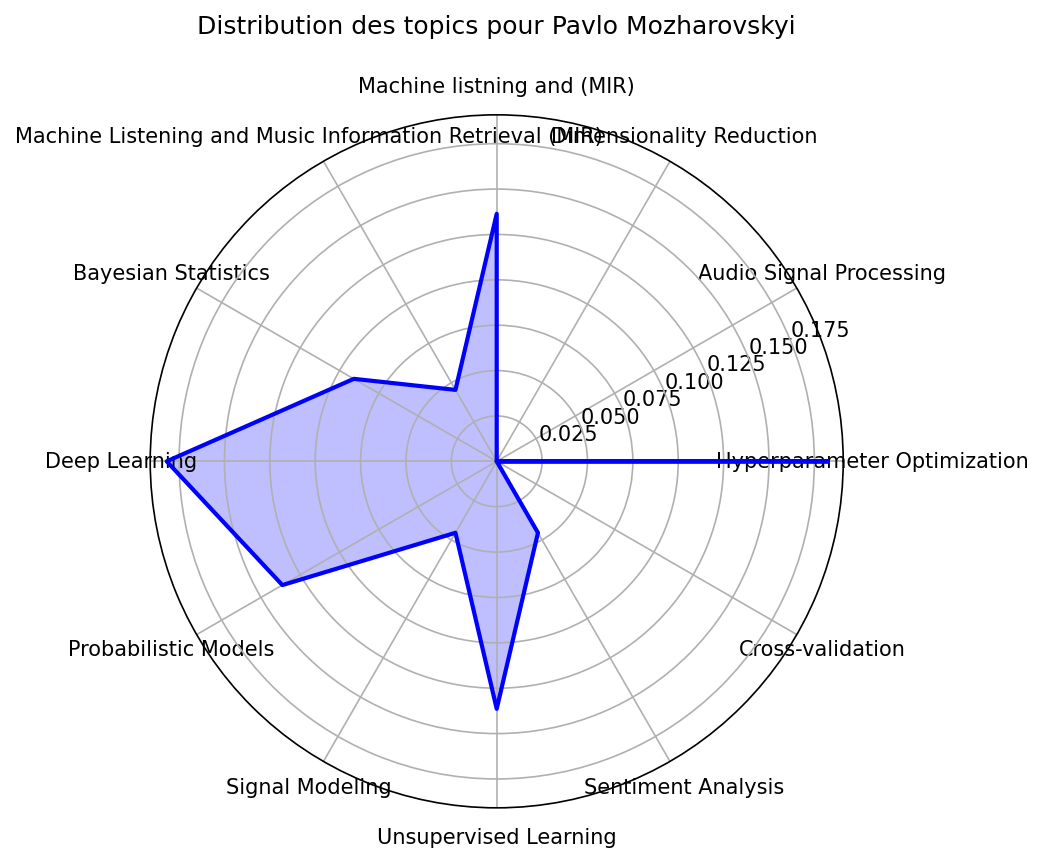 Distribution des topics pour Pavlo Mozharovskyi
Machine listning and (MIR)
Machine Listening and Music Information Retrieval (MIR)
Dimensionality Reduction
Bayesian Statistics
Audio Signal Processing
0.175
0.150
0.125
0.100
0.075
0.050
0.025
Deep Learning
Hyperparameter Optimization
Probabilistic Models
Cross-validation
Signal Modeling
Sentiment Analysis
Unsupervised Learning